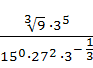 ∛9 · 3⁵
15⁰ · 27² · 3^(-1/3)